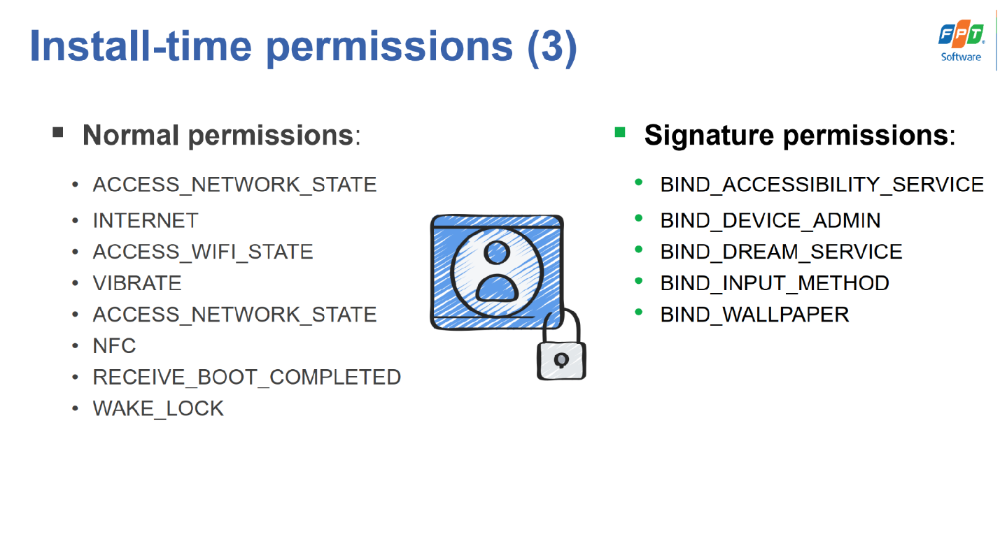 Install-time permissions (3)
FPT
Software
Normal permissions:
ACCESS_NETWORK_STATE
INTERNET
ACCESS_WIFI_STATE
VIBRATE
ACCESS_NETWORK_STATE
NFC
RECEIVE_BOOT_COMPLETED
WAKE_LOCK
Signature permissions:
BIND_ACCESSIBILITY_SERVICE
BIND_DEVICE_ADMIN
BIND_DREAM_SERVICE
BIND_INPUT_METHOD
BIND_WALLPAPER